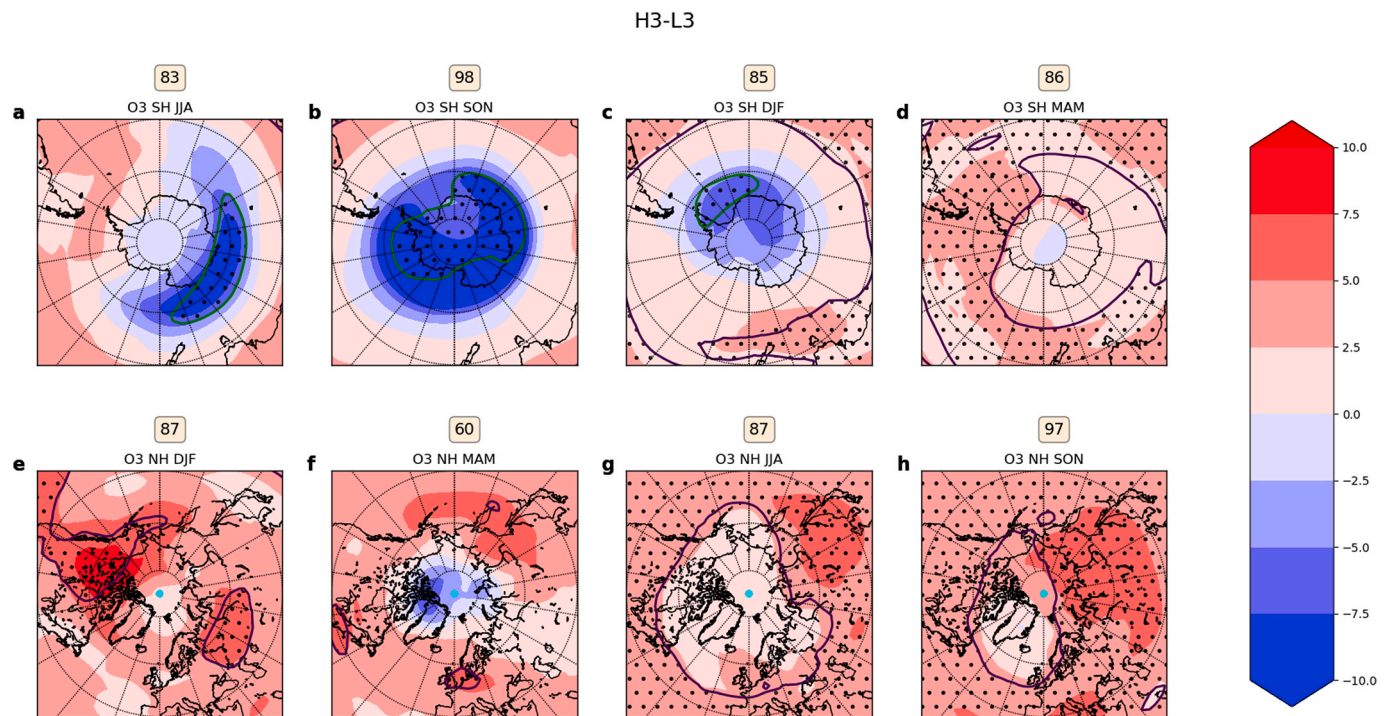 H3-L3
83 98 85 86
a O3 SH JJA b O3 SH SON c O3 SH DJF d O3 SH MAM
10.0
7.5
5.0
2.5
0.0
−2.5
−5.0
−7.5
−10.0
87 60 87 97
e O3 NH DJF f O3 NH MAM g O3 NH JJA h O3 NH SON